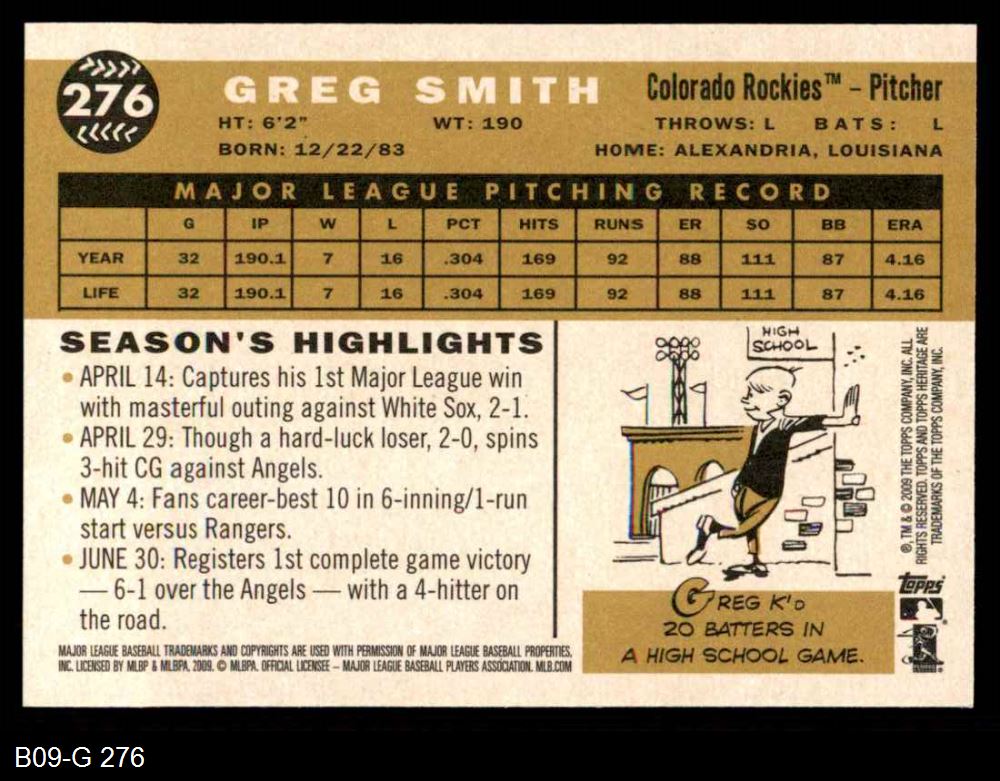 276
GREG SMITH
Colorado Rockies™ – Pitcher
HT: 6'2" WT: 190
THROWS: L BATS: L
BORN: 12/22/83
HOME: ALEXANDRIA, LOUISIANA
MAJOR LEAGUE PITCHING RECORD
G IP W L PCT HITS RUNS ER SO BB ERA
YEAR 32 190.1 7 16 .304 169 92 88 111 87 4.16
LIFE 32 190.1 7 16 .304 169 92 88 111 87 4.16
SEASON'S HIGHLIGHTS
• APRIL 14: Captures his 1st Major League win
with masterful outing against White Sox, 2-1.
• APRIL 29: Though a hard-luck loser, 2-0, spins
3-hit CG against Angels.
• MAY 4: Fans career-best 10 in 6-inning/1-run
start versus Rangers.
• JUNE 30: Registers 1st complete game victory
— 6-1 over the Angels — with a 4-hitter on
the road.
MAJOR LEAGUE BASEBALL TRADEMARKS AND COPYRIGHTS ARE USED WITH PERMISSION OF MAJOR LEAGUE BASEBALL PROPERTIES,
INC. LICENSED BY MLBP & MLBPA, 2009. © MLBPA. OFFICIAL LICENSEE – MAJOR LEAGUE BASEBALL PLAYERS ASSOCIATION. MLB.COM
HIGH
SCHOOL
GREG K'D
20 BATTERS IN
A HIGH SCHOOL GAME.
®, TM & © 2009 THE TOPPS COMPANY, INC. ALL
RIGHTS RESERVED. TOPPS AND TOPPS HERITAGE ARE
TRADEMARKS OF THE TOPPS COMPANY, INC.
Topps
B09-G 276